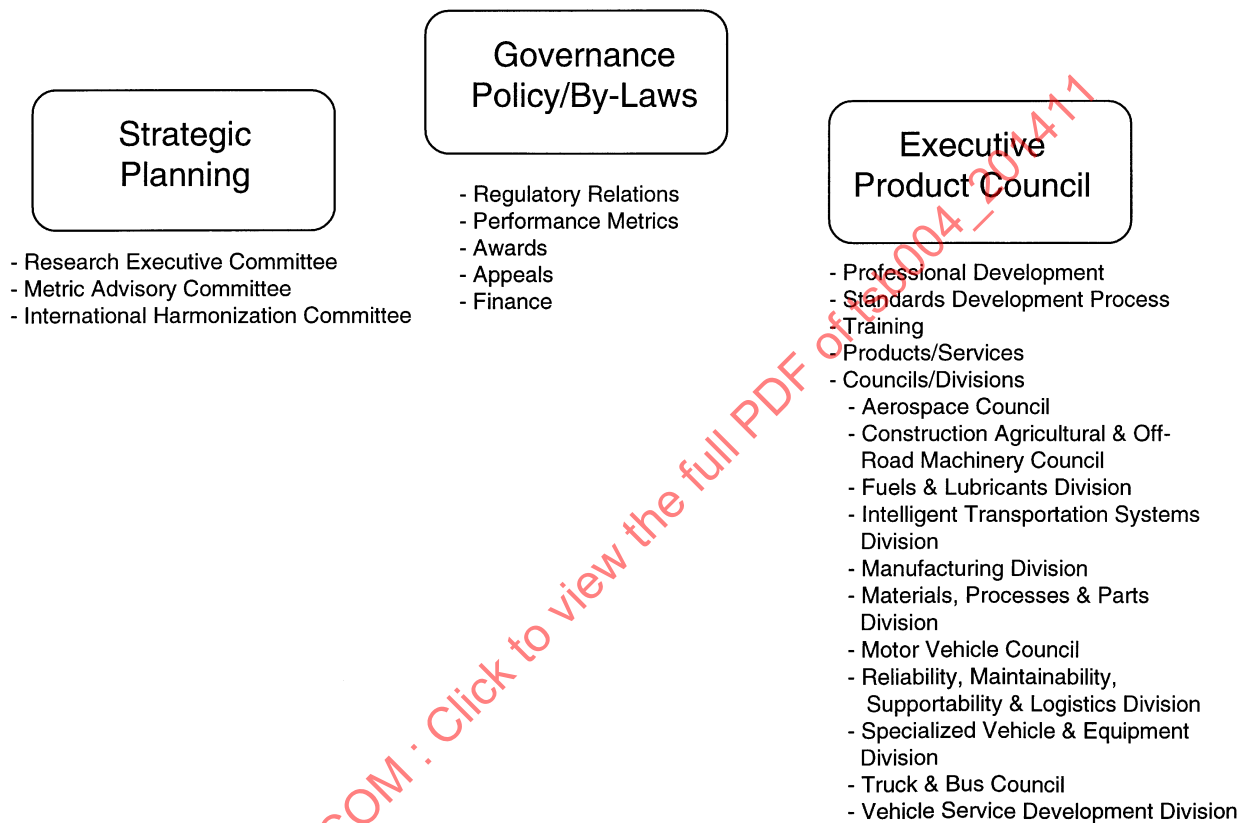 Governance
Policy/By-Laws
Strategic
Planning
Executive
Product Council
- Regulatory Relations
- Performance Metrics
- Awards
- Appeals
- Finance
- Research Executive Committee
- Metric Advisory Committee
- International Harmonization Committee
- Professional Development
- Standards Development Process
- Training
- Products/Services
- Councils/Divisions
- Aerospace Council
- Construction Agricultural & Off-
Road Machinery Council
- Fuels & Lubricants Division
- Intelligent Transportation Systems
Division
- Manufacturing Division
- Materials, Processes & Parts
Division
- Motor Vehicle Council
- Reliability, Maintainability,
Supportability & Logistics Division
- Specialized Vehicle & Equipment
Division
- Truck & Bus Council
- Vehicle Service Development Division
COM : Click to view the full PDF of tsb004_201411